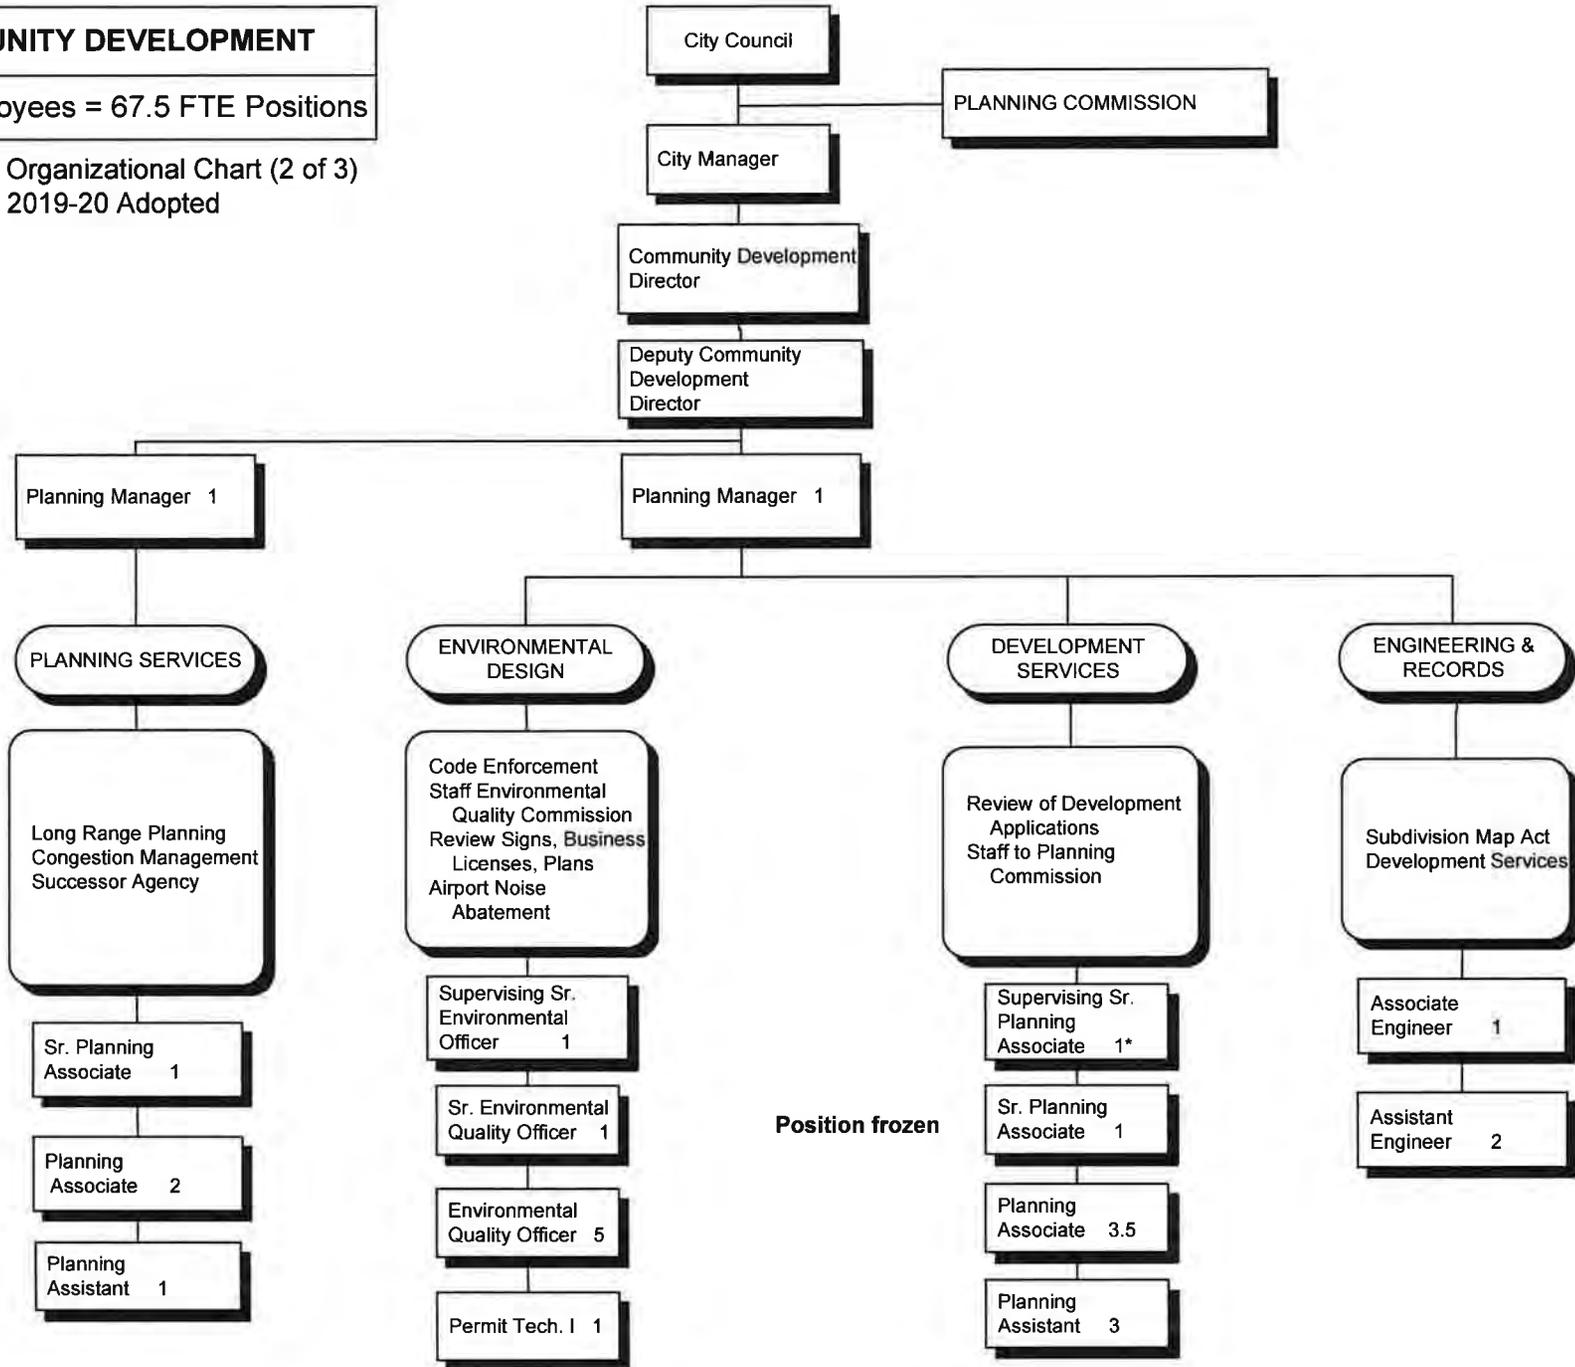 UNITY DEVELOPMENT
oyees = 67.5 FTE Positions
Organizational Chart (2 of 3)
2019-20 Adopted
City Council
PLANNING COMMISSION
City Manager
Community Development
Director
Deputy Community
Development
Director
Planning Manager 1
Planning Manager 1
PLANNING SERVICES
ENVIRONMENTAL
DESIGN
DEVELOPMENT
SERVICES
ENGINEERING &
RECORDS
Long Range Planning
Congestion Management
Successor Agency
Code Enforcement
Staff Environmental
Quality Commission
Review Signs, Business
Licenses, Plans
Airport Noise
Abatement
Review of Development
Applications
Staff to Planning
Commission
Subdivision Map Act
Development Services
Sr. Planning
Associate 1
Planning
Associate 2
Planning
Assistant 1
Supervising Sr.
Environmental
Officer 1
Sr. Environmental
Quality Officer 1
Environmental
Quality Officer 5
Permit Tech. I 1
Position frozen
Supervising Sr.
Planning
Associate 1*
Sr. Planning
Associate 1
Planning
Associate 3.5
Planning
Assistant 3
Associate
Engineer 1
Assistant
Engineer 2